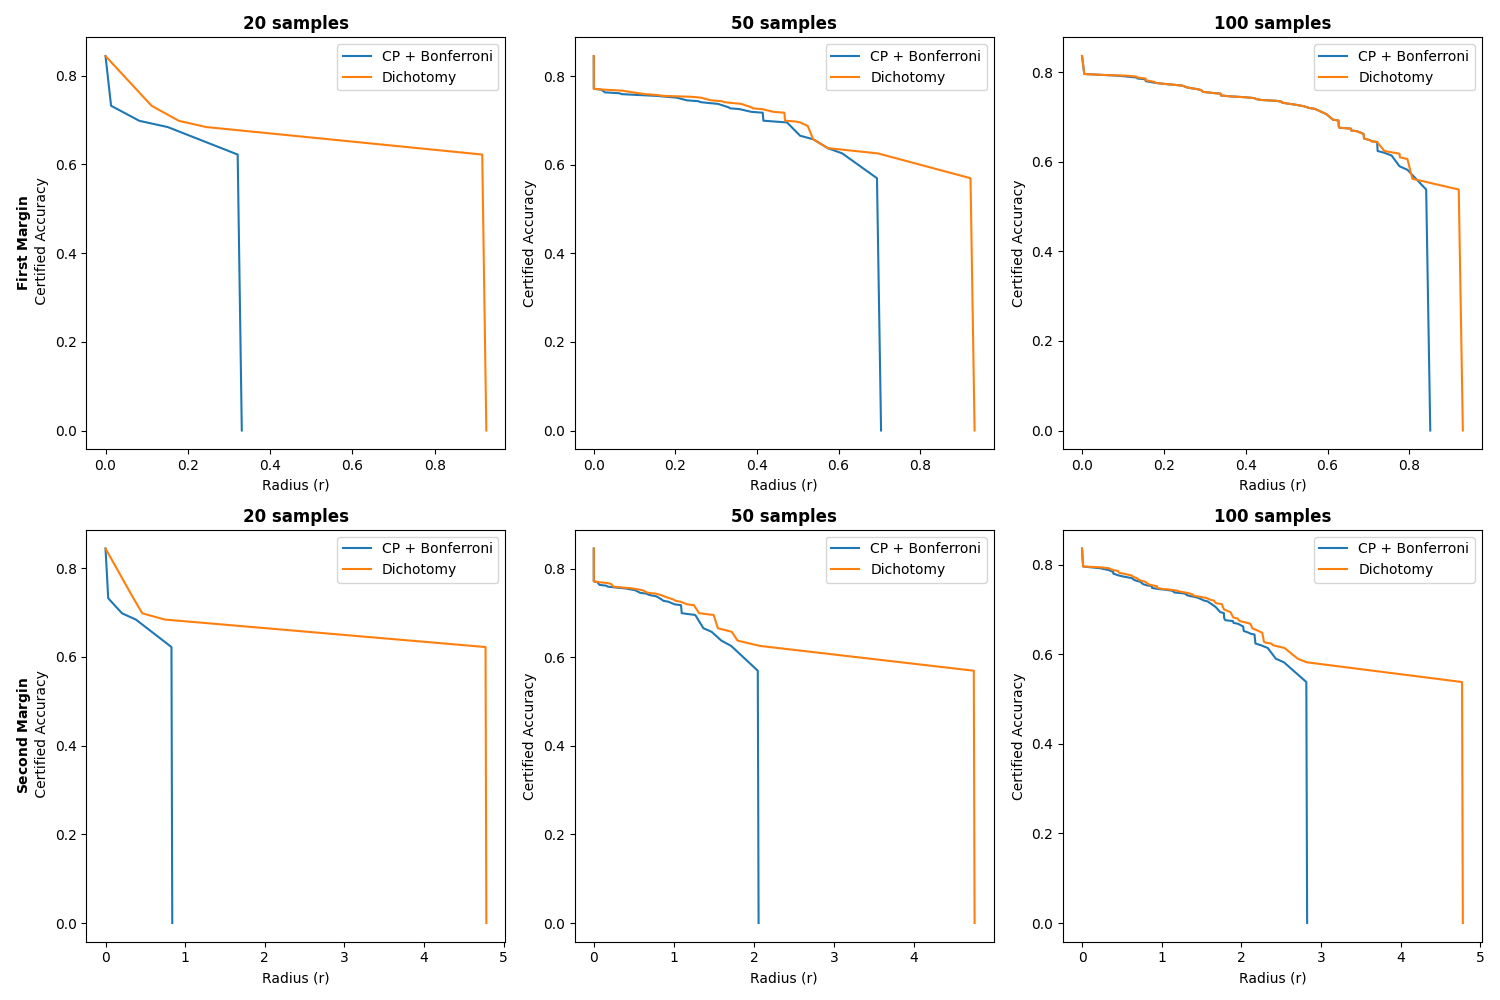 20 samples
50 samples
100 samples
CP + Bonferroni
Dichotomy
CP + Bonferroni
Dichotomy
CP + Bonferroni
Dichotomy
First Margin
Certified Accuracy
0.8
0.6
0.4
0.2
0.0
0.0 0.2 0.4 0.6 0.8
Radius (r)
Certified Accuracy
0.8
0.6
0.4
0.2
0.0
0.0 0.2 0.4 0.6 0.8
Radius (r)
Certified Accuracy
0.8
0.6
0.4
0.2
0.0
0.0 0.2 0.4 0.6 0.8
Radius (r)
20 samples
50 samples
100 samples
CP + Bonferroni
Dichotomy
CP + Bonferroni
Dichotomy
CP + Bonferroni
Dichotomy
Second Margin
Certified Accuracy
0.8
0.6
0.4
0.2
0.0
0 1 2 3 4 5
Radius (r)
Certified Accuracy
0.8
0.6
0.4
0.2
0.0
0 1 2 3 4
Radius (r)
Certified Accuracy
0.8
0.6
0.4
0.2
0.0
0 1 2 3 4 5
Radius (r)